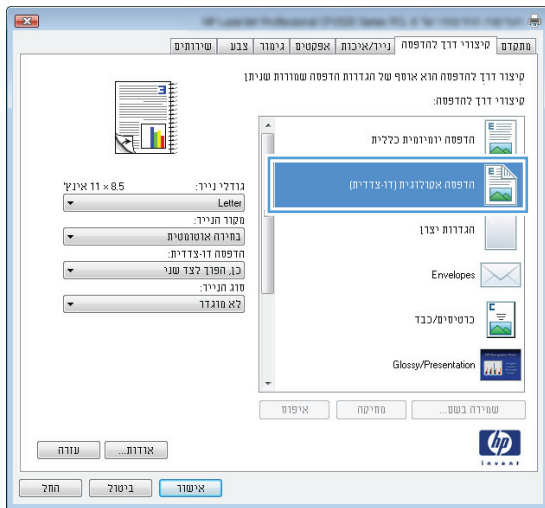 מתקדם קיצורי דרך להדפסה נייר/איכות אפקטים גימור צבע שירותים
קיצור דרך להדפסה הוא אוסף של הגדרות הדפסה שמורות שניתן
קיצורי דרך להדפסה:
הדפסה יומיומית כללית
הדפסה אקולוגית (דו-צדדית)
הגדרות יצרן
Envelopes
כרטיסים/כבד
Glossy/Presentation
שמירה בשם... מחיקה איפוס
גודלי נייר: 8.5 × 11 אינץ'
Letter
מקור הנייר:
בחירה אוטומטית
הדפסה דו-צדדית:
כן, הפוך לצד שני
סוג הנייר:
לא מוגדר
hp
invent
אודות... עזרה
אישור ביטול החל